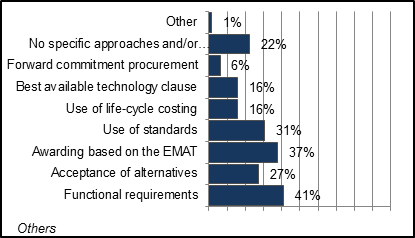 Other 1%
No specific approaches and/or... 22%
Forward commitment procurement 6%
Best available technology clause 16%
Use of life-cycle costing 16%
Use of standards 31%
Awarding based on the EMAT 37%
Acceptance of alternatives 27%
Functional requirements 41%
Others